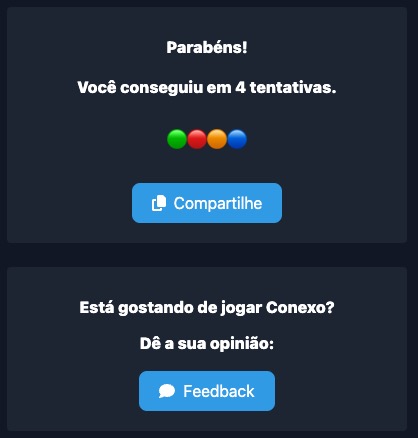 Parabéns!
Você conseguiu em 4 tentativas.
Compartilhe
Está gostando de jogar Conexo?
Dê a sua opinião:
Feedback